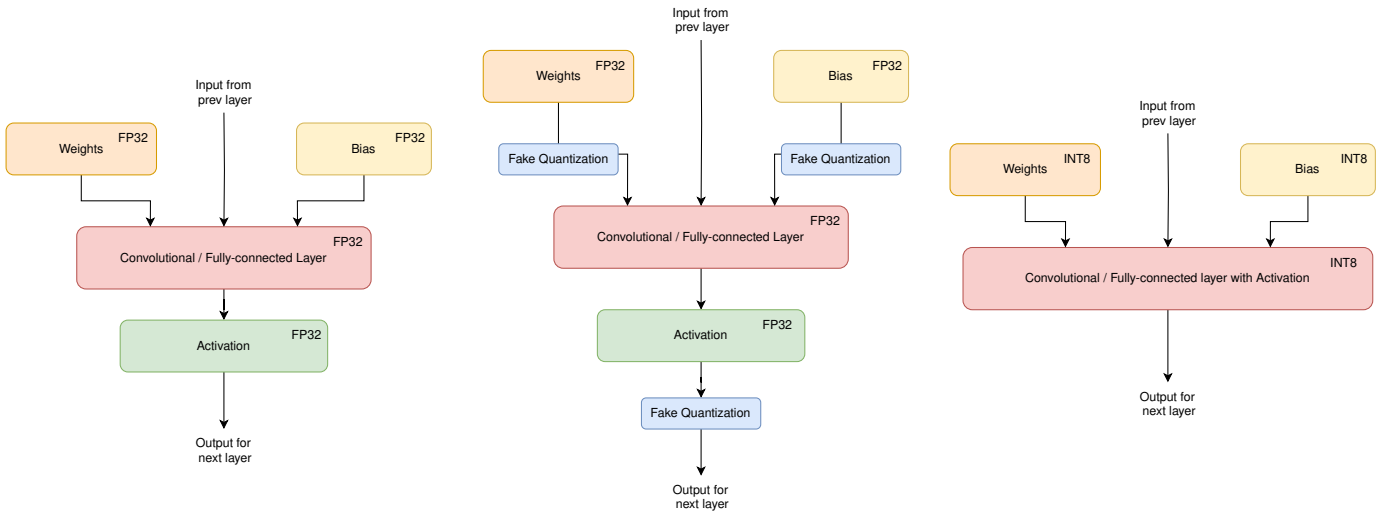 Input from
prev layer
Weights
FP32
Bias
FP32
FP32
Convolutional / Fully-connected Layer
FP32
Activation
Output for
next layer
Input from
prev layer
Weights
FP32
Bias
FP32
Fake Quantization
Fake Quantization
FP32
Convolutional / Fully-connected Layer
FP32
Activation
Fake Quantization
Output for
next layer
Input from
prev layer
Weights
INT8
Bias
INT8
INT8
Convolutional / Fully-connected layer with Activation
Output for
next layer